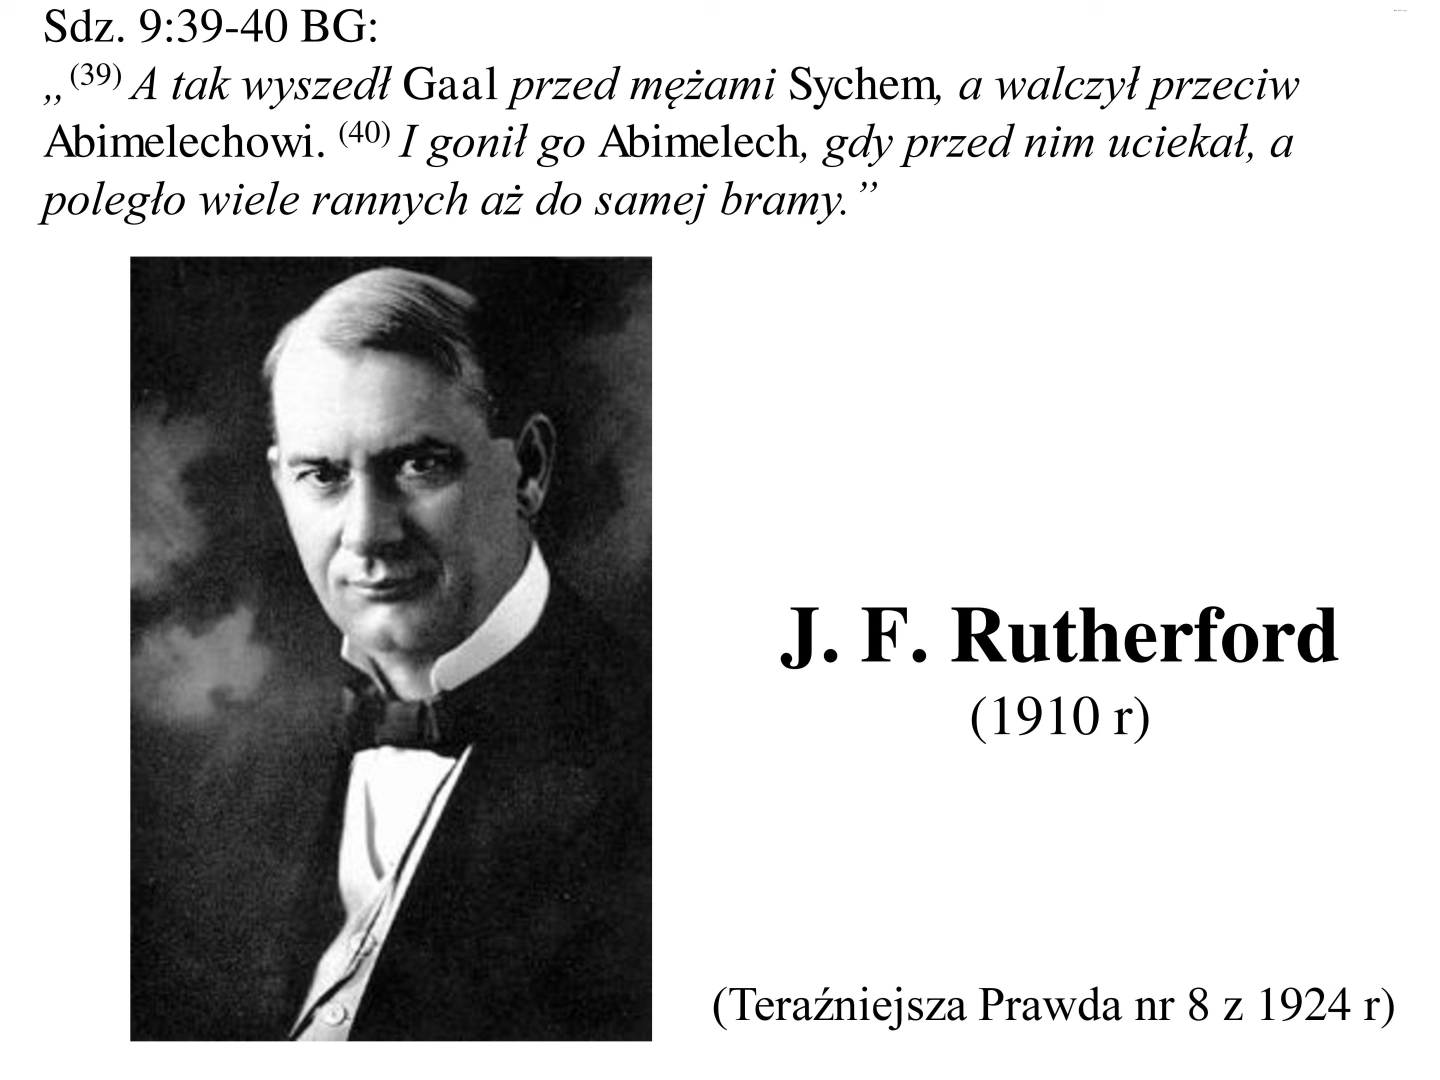 Sdz. 9:39-40 BG:
„(39) A tak wyszedł Gaal przed mężami Sychem, a walczył przeciw
Abimelechowi. (40) I gonił go Abimelech, gdy przed nim uciekał, a
poległo wiele rannych aż do samej bramy.”
J. F. Rutherford
(1910 r)
(Teraźniejsza Prawda nr 8 z 1924 r)